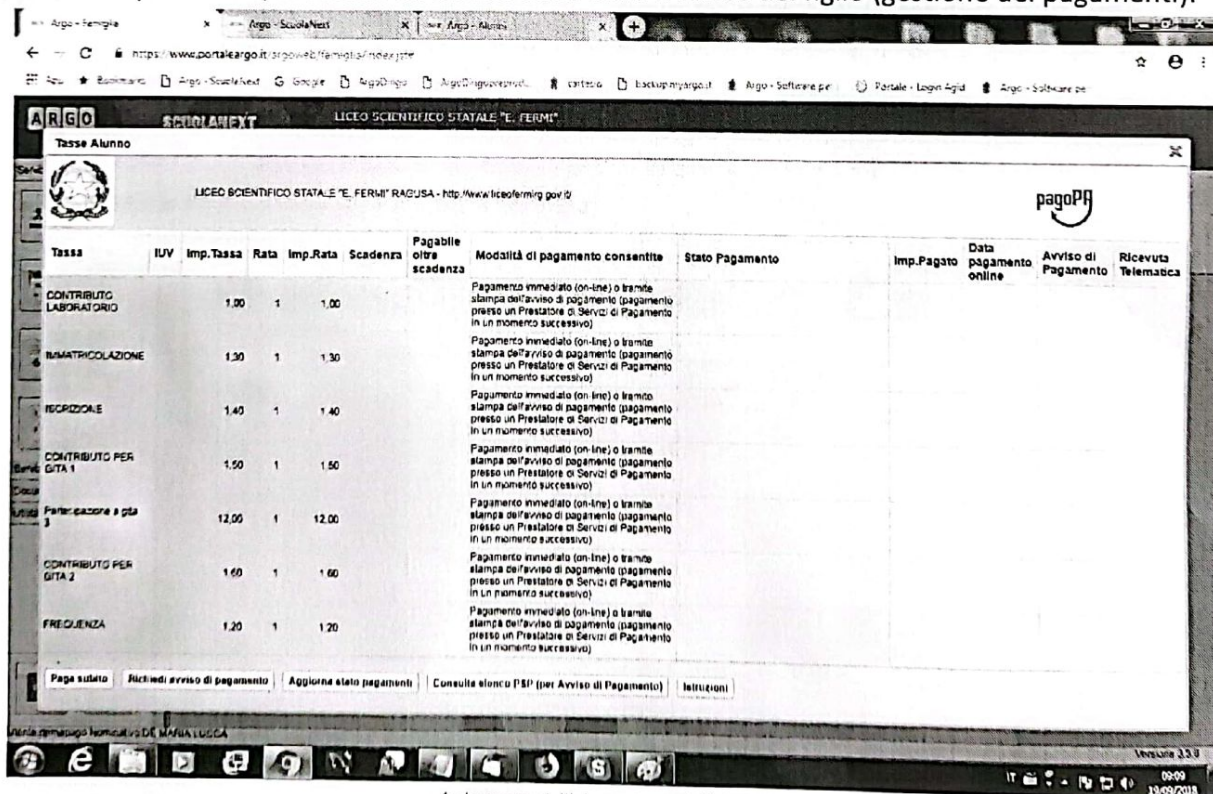 figlio (gestione dei pagamenti).
Argo - Famiglia
Argo - ScuolaNext
Argo - Alunni
https://www.portaleargo.it/argoweb/famiglia/index.jsf#
Bookmarks
Argo - ScuolaNext
Google
Argo - Software per
Portale - Login Agid
Argo - Software per
ARGO
SCUOLANEXT
LICEO SCIENTIFICO STATALE "E. FERMI"
Tasse Alunno
LICEO SCIENTIFICO STATALE "E. FERMI" RAGUSA - http://www.liceofermirg.gov.it/
pagoPA
Tassa IUV Imp.Tassa Rata Imp.Rata Scadenza Pagabile oltre scadenza Modalità di pagamento consentite Stato Pagamento Imp.Pagato Data pagamento online Avviso di Pagamento Ricevuta Telematica
CONTRIBUTO LABORATORIO 1,00 1 1,00
Pagamento immediato (on-line) o tramite
stampa dell'avviso di pagamento (pagamento
presso un Prestatore di Servizi di Pagamento
in un momento successivo)
IMMATRICOLAZIONE 1,30 1 1,30
Pagamento immediato (on-line) o tramite
stampa dell'avviso di pagamento (pagamento
presso un Prestatore di Servizi di Pagamento
in un momento successivo)
ISCRIZIONE 1,40 1 1,40
Pagamento immediato (on-line) o tramite
stampa dell'avviso di pagamento (pagamento
presso un Prestatore di Servizi di Pagamento
in un momento successivo)
CONTRIBUTO PER GITA 1 1,50 1 1,50
Pagamento immediato (on-line) o tramite
stampa dell'avviso di pagamento (pagamento
presso un Prestatore di Servizi di Pagamento
in un momento successivo)
Partecipazione a gita 3 12,00 1 12,00
Pagamento immediato (on-line) o tramite
stampa dell'avviso di pagamento (pagamento
presso un Prestatore di Servizi di Pagamento
in un momento successivo)
CONTRIBUTO PER GITA 2 1,60 1 1,60
Pagamento immediato (on-line) o tramite
stampa dell'avviso di pagamento (pagamento
presso un Prestatore di Servizi di Pagamento
in un momento successivo)
FREQUENZA 1,20 1 1,20
Pagamento immediato (on-line) o tramite
stampa dell'avviso di pagamento (pagamento
presso un Prestatore di Servizi di Pagamento
in un momento successivo)
Paga subito Richiedi avviso di pagamento Aggiorna stato pagamenti Consulta elenco PSP (per Avviso di Pagamento) Istruzioni
Versione 3.3.0
IT 09:09
19/09/2018